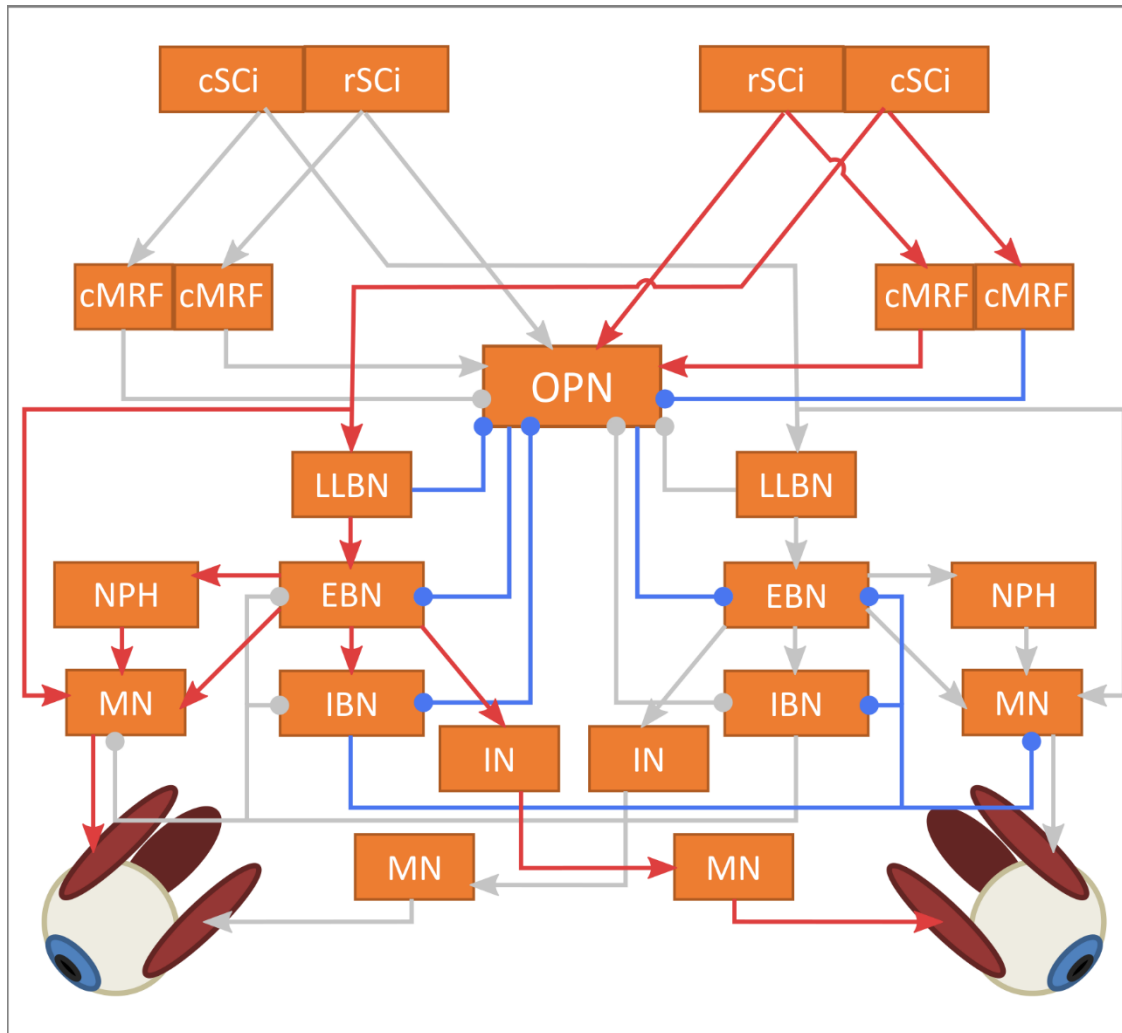 cSCi rSCi rSCi cSCi
cMRF cMRF cMRF cMRF
OPN
LLBN LLBN
NPH EBN EBN NPH
MN IBN IBN MN
IN IN
MN MN